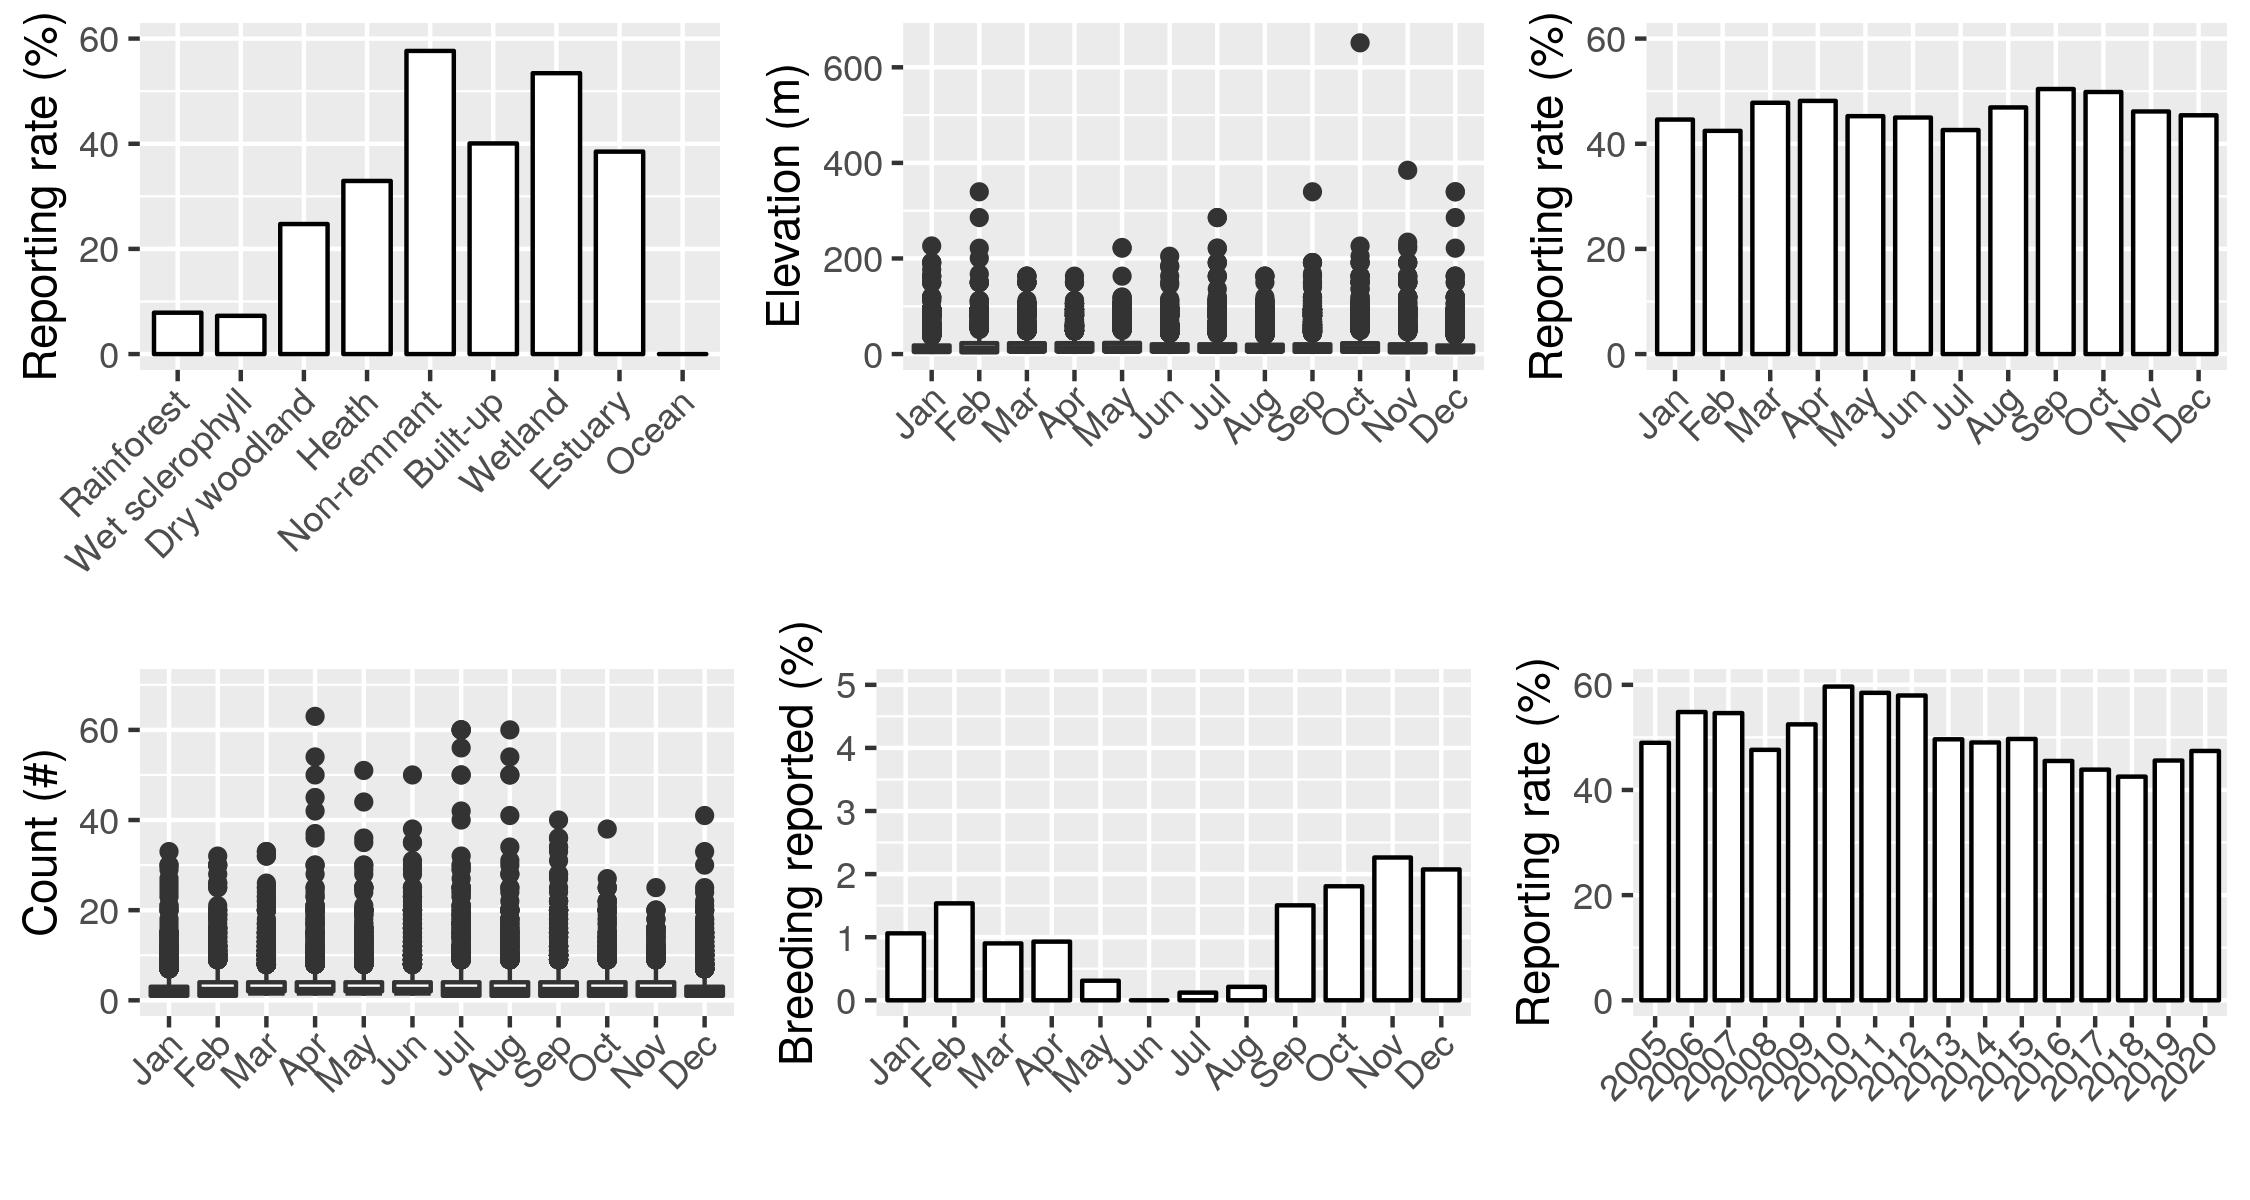 Reporting rate (%)
60
40
20
0
Rainforest
Wet sclerophyll
Dry woodland
Heath
Non-remnant
Built-up
Wetland
Estuary
Ocean
Elevation (m)
600
400
200
0
Jan
Feb
Mar
Apr
May
Jun
Jul
Aug
Sep
Oct
Nov
Dec
Reporting rate (%)
60
40
20
0
Jan
Feb
Mar
Apr
May
Jun
Jul
Aug
Sep
Oct
Nov
Dec
Count (#)
60
40
20
0
Jan
Feb
Mar
Apr
May
Jun
Jul
Aug
Sep
Oct
Nov
Dec
Breeding reported (%)
5
4
3
2
1
0
Jan
Feb
Mar
Apr
May
Jun
Jul
Aug
Sep
Oct
Nov
Dec
Reporting rate (%)
60
40
20
0
2005
2006
2007
2008
2009
2010
2011
2012
2013
2014
2015
2016
2017
2018
2019
2020